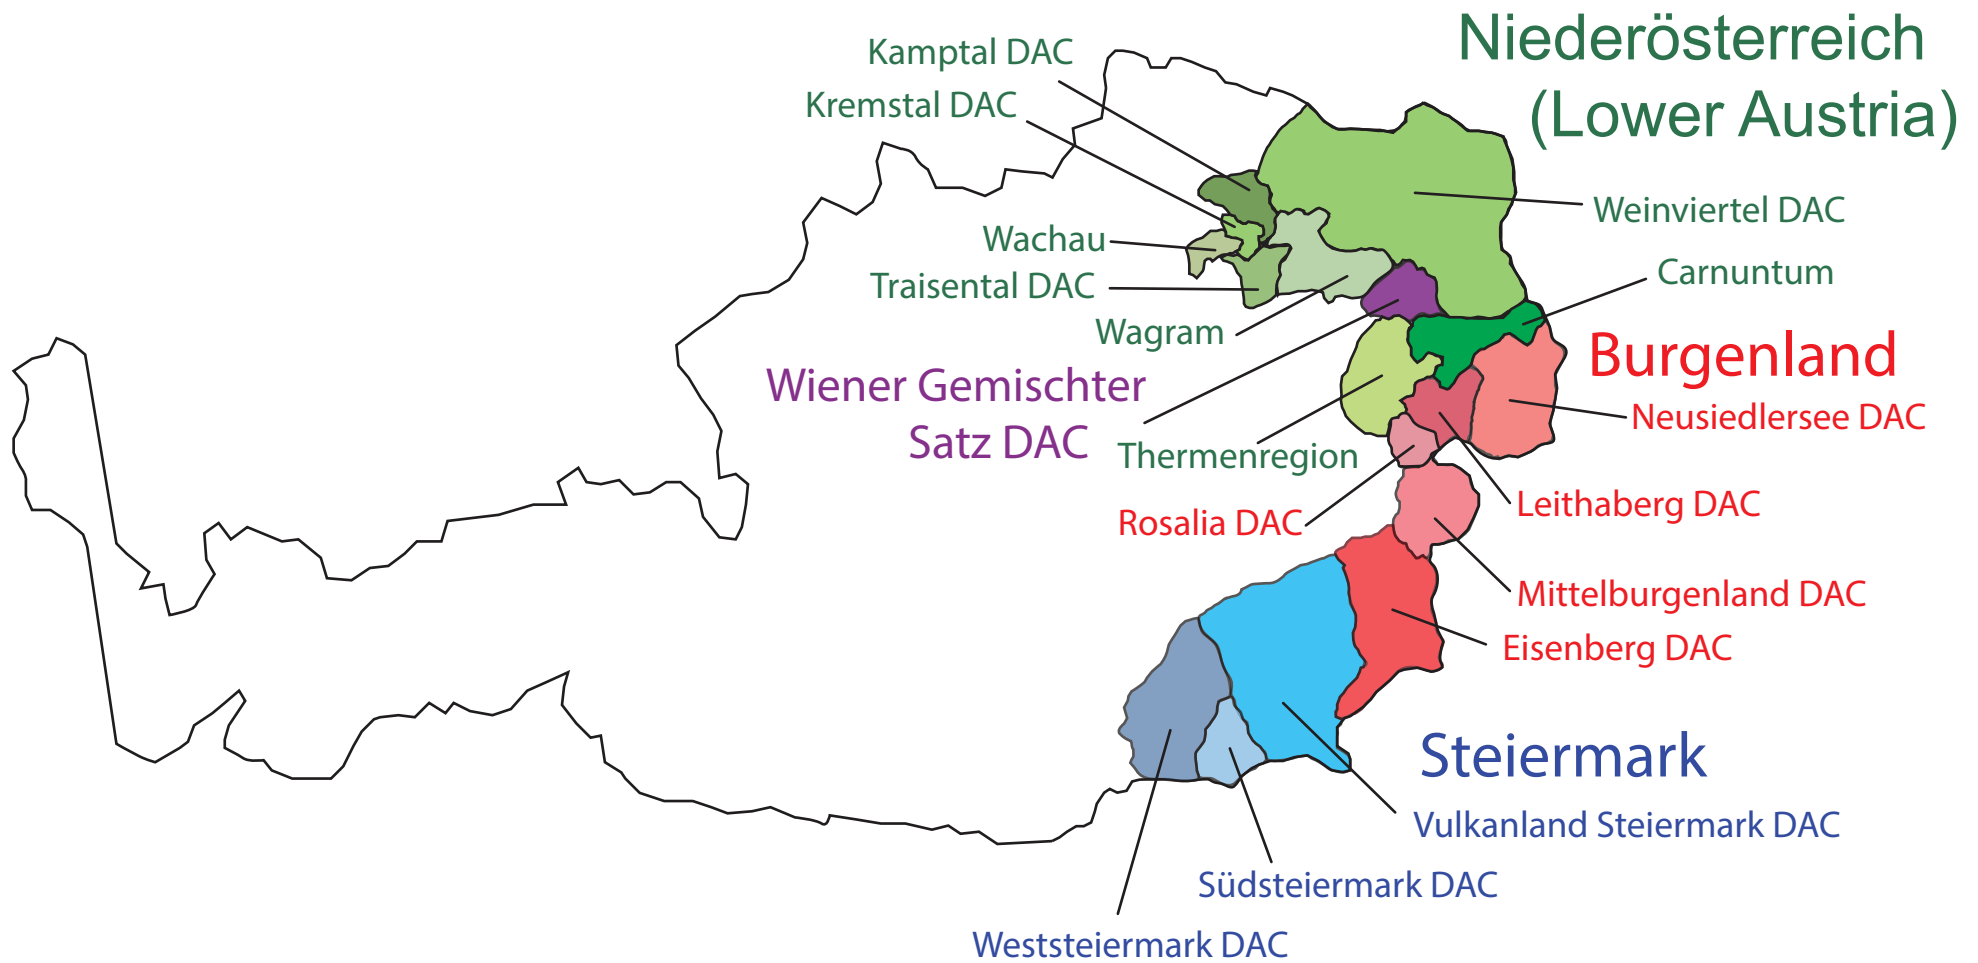 Niederösterreich
(Lower Austria)
Kamptal DAC
Kremstal DAC
Weinviertel DAC
Wachau
Carnuntum
Traisental DAC
Wagram
Burgenland
Wiener Gemischter
Satz DAC
Neusiedlersee DAC
Thermenregion
Leithaberg DAC
Rosalia DAC
Mittelburgenland DAC
Eisenberg DAC
Steiermark
Vulkanland Steiermark DAC
Südsteiermark DAC
Weststeiermark DAC